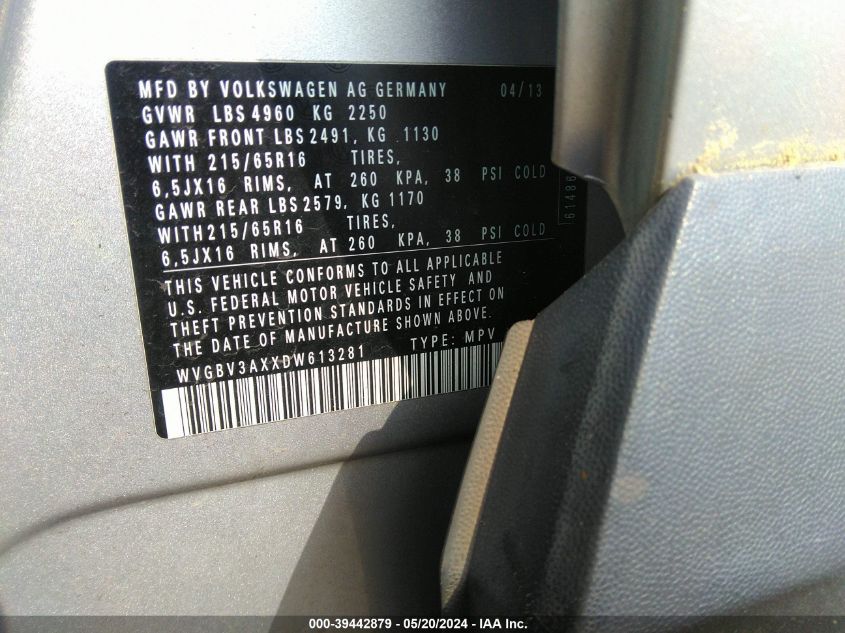 MFD BY VOLKSWAGEN AG GERMANY 04/13
GVWR LBS 4960 KG 2250
GAWR FRONT LBS 2491, KG 1130
WITH 215/65R16 TIRES,
6,5JX16 RIMS, AT 260 KPA, 38 PSI COLD
GAWR REAR LBS 2579, KG 1170
WITH215/65R16 TIRES,
6,5JX16 RIMS, AT 260 KPA, 38 PSI COLD
61486
THIS VEHICLE CONFORMS TO ALL APPLICABLE
U.S. FEDERAL MOTOR VEHICLE SAFETY AND
THEFT PREVENTION STANDARDS IN EFFECT ON
THE DATE OF MANUFACTURE SHOWN ABOVE.
WVGBV3AXXDW613281 TYPE: MPV
000-39442879 - 05/20/2024 - IAA Inc.